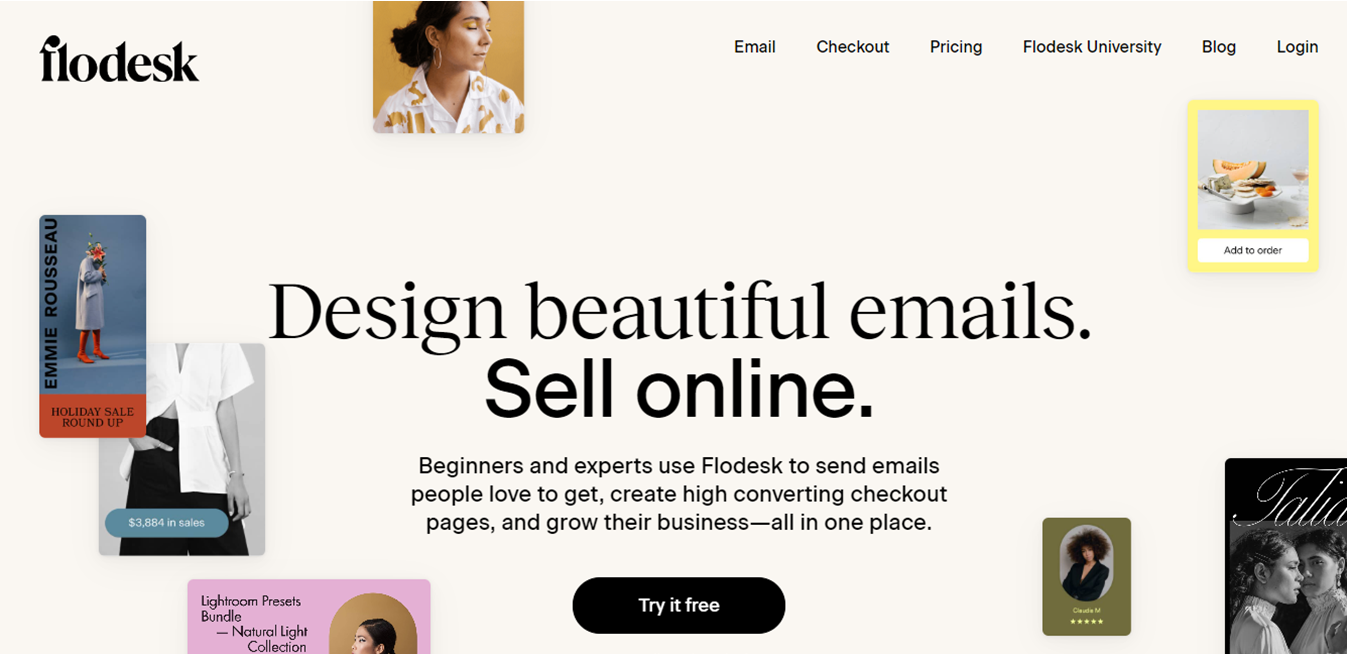 flodesk
Email
Checkout
Pricing
Flodesk University
Blog
Login
Add to order
EMMIE ROUSSEAU
HOLIDAY SALE
ROUND UP
Design beautiful emails.
Sell online.
Beginners and experts use Flodesk to send emails
people love to get, create high converting checkout
pages, and grow their business—all in one place.
Try it free
$3,884 in sales
Lightroom Presets
Bundle
— Natural Light
Collection
Claudia M